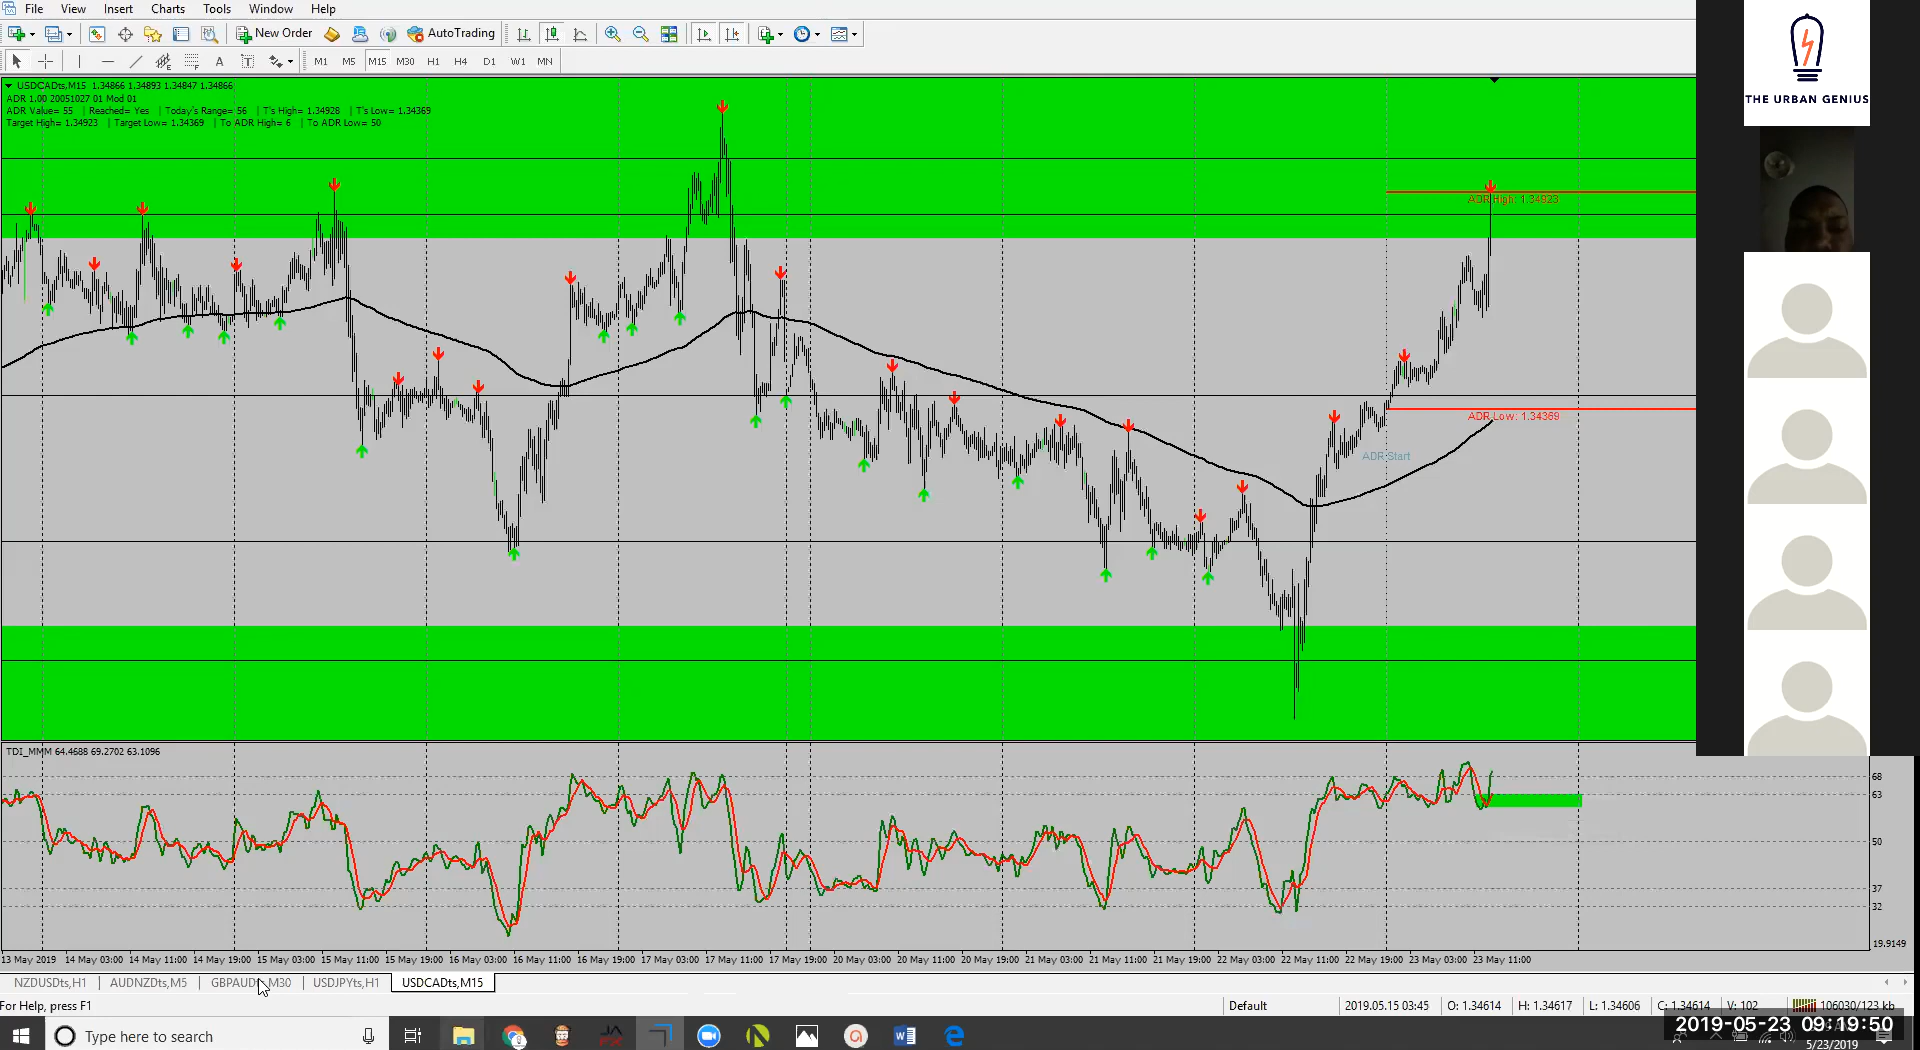 File View Insert Charts Tools Window Help
New Order AutoTrading
A T M1 M5 M15 M30 H1 H4 D1 W1 MN
USDCADts,M15 1.34866 1.34893 1.34847 1.34866
ADR 1.00 20051027 01 Mod 01
ADR Value= 55 | Reached= Yes | Today's Range= 56 | T's High= 1.34928 | T's Low= 1.34369
Target High= 1.34923 | Target Low= 1.34369 | To ADR High= 6 | To ADR Low= 50
THE URBAN GENIUS
ADR High: 1.34923
ADR Low: 1.34369
ADR Start
TDI_MMM 64.4688 69.2702 63.1096
68
63
50
37
32
19.9149
13 May 2019 14 May 03:00 14 May 11:00 14 May 19:00 15 May 03:00 15 May 11:00 15 May 19:00 16 May 03:00 16 May 11:00 16 May 19:00 17 May 03:00 17 May 11:00 17 May 19:00 20 May 03:00 20 May 11:00 20 May 19:00 21 May 03:00 21 May 11:00 21 May 19:00 22 May 03:00 22 May 11:00 22 May 19:00 23 May 03:00 23 May 11:00
NZDUSDts,H1 AUDNZDts,M5 GBPAUDts,M30 USDJPYts,H1 USDCADts,M15
For Help, press F1 Default 2019.05.15 03:45 O: 1.34614 H: 1.34617 L: 1.34606 C: 1.34614 V: 102 106030/123 kb
Type here to search
2019-05-23 09:19:50
5/23/2019